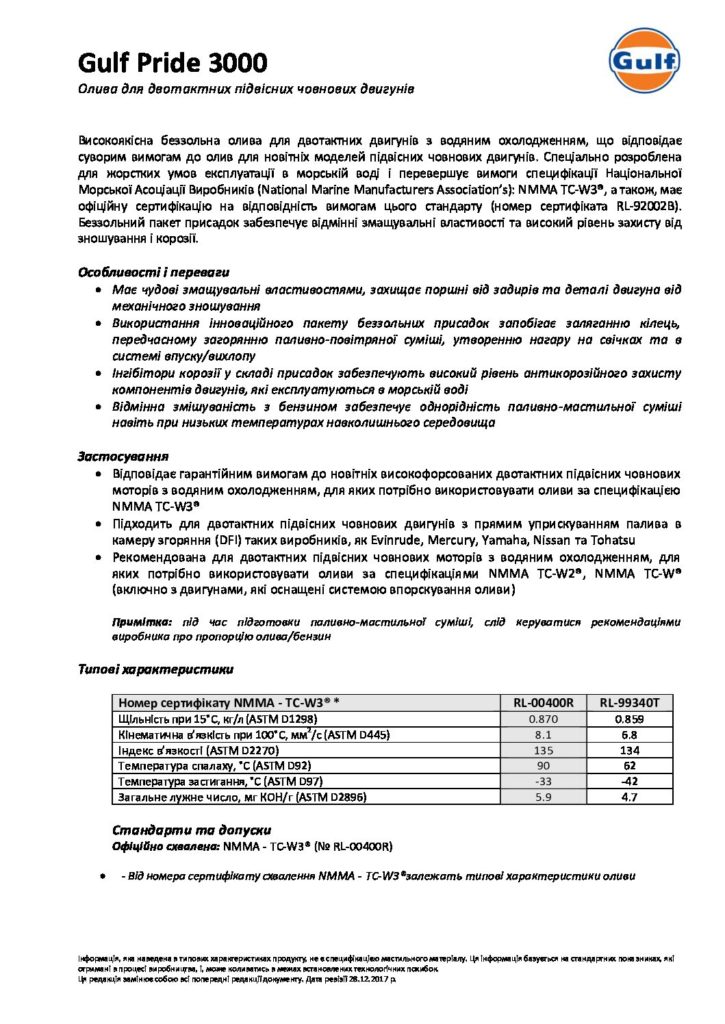 Gulf Pride 3000
Gulf
Олива для двотактних підвісних човнових двигунів
Високоякісна беззольна олива для двотактних двигунів з водяним охолодженням, що відповідає
суворим вимогам до олив для новітніх моделей підвісних човнових двигунів. Спеціально розроблена
для жорстких умов експлуатації в морській воді і перевершує вимоги специфікації Національної
Морської Асоціації Виробників (National Marine Manufacturers Association’s): NMMA TC-W3®, а також, має
офіційну сертифікацію на відповідність вимогам цього стандарту (номер сертифіката RL-92002B).
Беззольний пакет присадок забезпечує відмінні змащувальні властивості та високий рівень захисту від
зношування і корозії.
Особливості і переваги
• Має чудові змащувальні властивостями, захищає поршні від задирів та деталі двигуна від
механічного зношування
• Використання інноваційного пакету беззольних присадок запобігає заляганню кілець,
передчасному загорянню паливно-повітряної суміші, утворенню нагару на свічках та в
системі впуску/вихлопу
• Інгібітори корозії у складі присадок забезпечують високий рівень антикорозійного захисту
компонентів двигунів, які експлуатуються в морській воді
• Відмінна змішуваність з бензином забезпечує однорідність паливно-мастильної суміші
навіть при низьких температурах навколишнього середовища
Застосування
• Відповідає гарантійним вимогам до новітніх високофорсованих двотактних підвісних човнових
моторів з водяним охолодженням, для яких потрібно використовувати оливи за специфікацією
NMMA TC-W3®
• Підходить для двотактних підвісних човнових двигунів з прямим уприскуванням палива в
камеру згоряння (DFI) таких виробників, як Evinrude, Mercury, Yamaha, Nissan та Tohatsu
• Рекомендована для двотактних підвісних човнових моторів з водяним охолодженням, для
яких потрібно використовувати оливи за специфікаціями NMMA TC-W2®, NMMA TC-W®
(включно з двигунами, які оснащені системою впорскування оливи)
Примітка: під час підготовки паливно-мастильної суміші, слід керуватися рекомендаціями
виробника про пропорцію олива/бензин
Типові характеристики
Номер сертифікату NMMA - TC-W3® * RL-00400R RL-99340T
Щільність при 15°С, кг/л (ASTM D1298) 0.870 0.859
Кінематична в’язкість при 100°С, мм²/с (ASTM D445) 8.1 6.8
Індекс в’язкості (ASTM D2270) 135 134
Температура спалаху, °С (ASTM D92) 90 62
Температура застигання, °С (ASTM D97) -33 -42
Загальне лужне число, мг КОН/г (ASTM D2896) 5.9 4.7
Стандарти та допуски
Офіційно схвалена: NMMA - TC-W3® (№ RL-00400R)
• - Від номера сертифікату схвалення NMMA - TC-W3®залежать типові характеристики оливи
Інформація, яка наведена в типових характеристиках продукту, не є специфікацією мастильного матеріалу. Ця інформація базується на стандартних показниках, які
отримані в процесі виробництва, і, може коливатись в межах встановлених технологічних похибок.
Ця редакція замінює собою всі попередні редакції документу. Дата ревізії 28.12.2017 р.